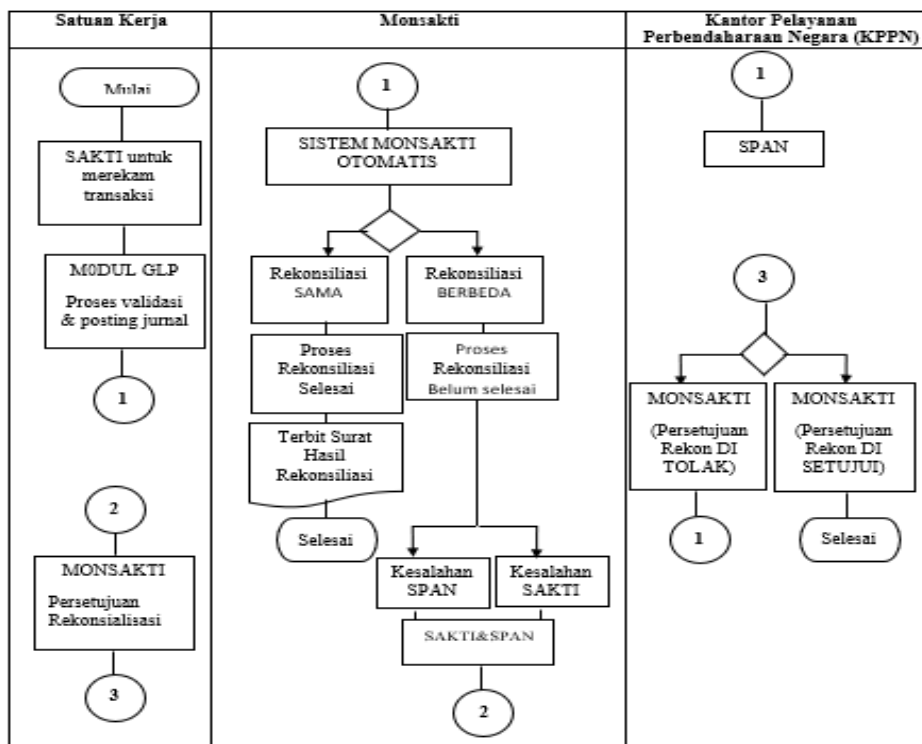 Satuan Kerja
Mulai
SAKTI untuk
merekam
transaksi
M0DUL GLP
Proses validasi
& posting jurnal
1
2
MONSAKTI
Persetujuan
Rekonsialisasi
3
Monsakti
1
SISTEM MONSAKTI
OTOMATIS
Rekonsiliasi
SAMA
Rekonsiliasi
BERBEDA
Proses
Rekonsiliasi
Selesai
Proses
Rekonsiliasi
Belum selesai
Terbit Surat
Hasil
Rekonsiliasi
Selesai
Kesalahan
SPAN
Kesalahan
SAKTI
SAKTI&SPAN
2
Kantor Pelayanan
Perbendaharaan Negara (KPPN)
1
SPAN
3
MONSAKTI
(Persetujuan
Rekon DI
TOLAK)
MONSAKTI
(Persetujuan
Rekon DI
SETUJUI)
1
Selesai